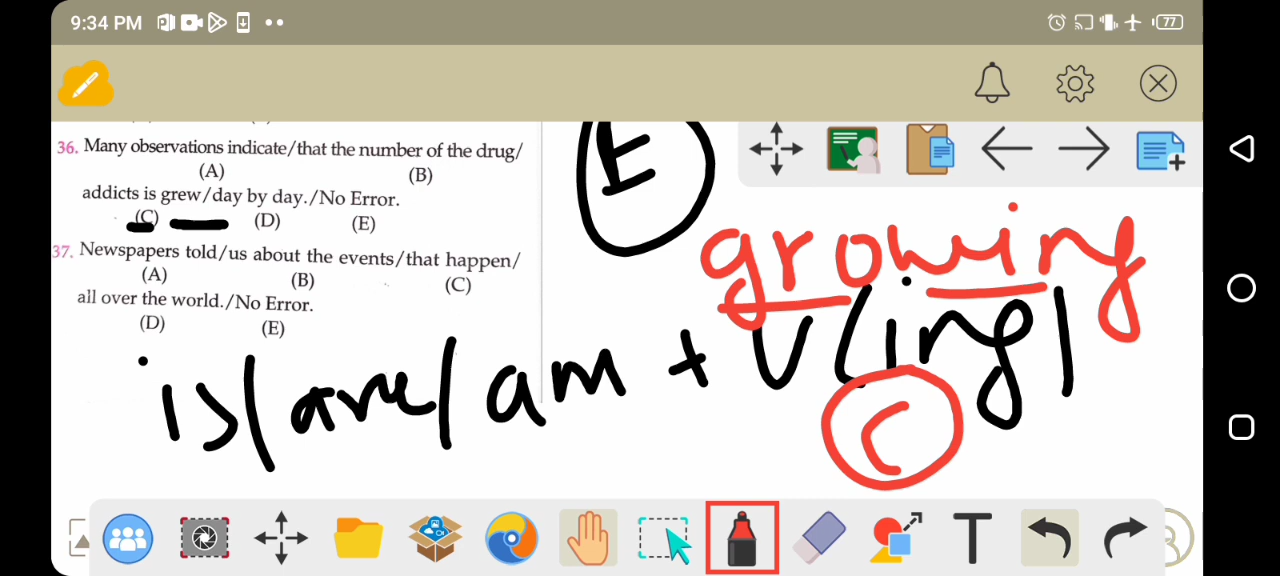 9:34 PM
77
36. Many observations indicate/that the number of the drug/
(A) (B)
addicts is grew/day by day./No Error.
(C) (D) (E)
37. Newspapers told/us about the events/that happen/
(A) (B) (C)
all over the world./No Error.
(D) (E)
E
growing
is/are/am + V(ing)
C
T